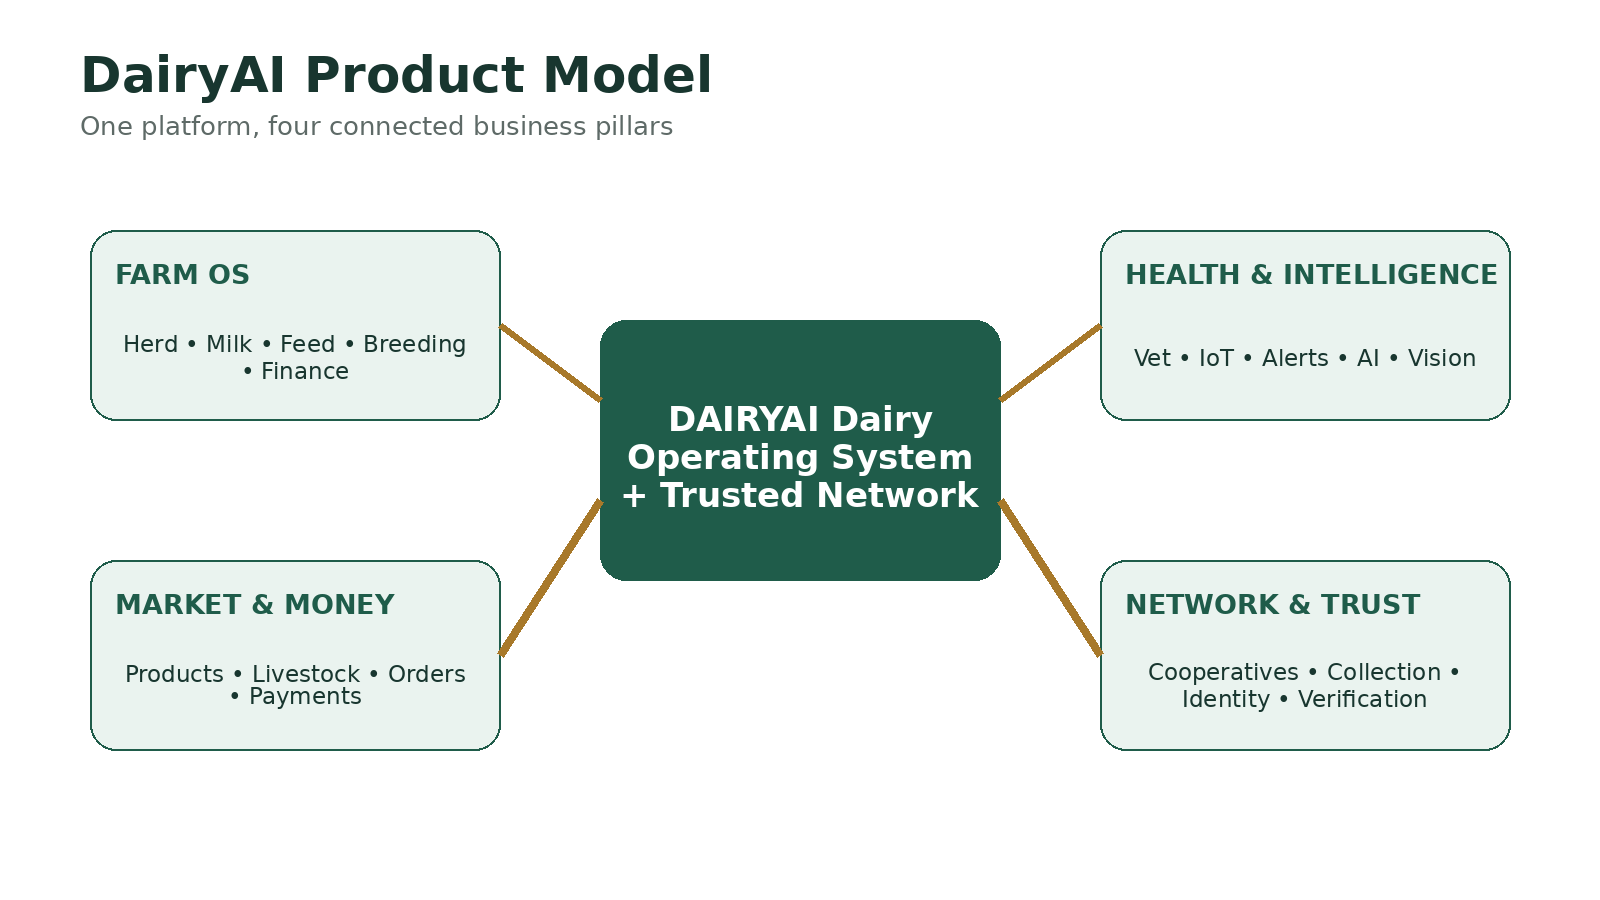 DairyAI Product Model
One platform, four connected business pillars
FARM OS
Herd • Milk • Feed • Breeding
• Finance
HEALTH & INTELLIGENCE
Vet • IoT • Alerts • AI • Vision
DAIRYAI Dairy
Operating System
+ Trusted Network
MARKET & MONEY
Products • Livestock • Orders
• Payments
NETWORK & TRUST
Cooperatives • Collection •
Identity • Verification